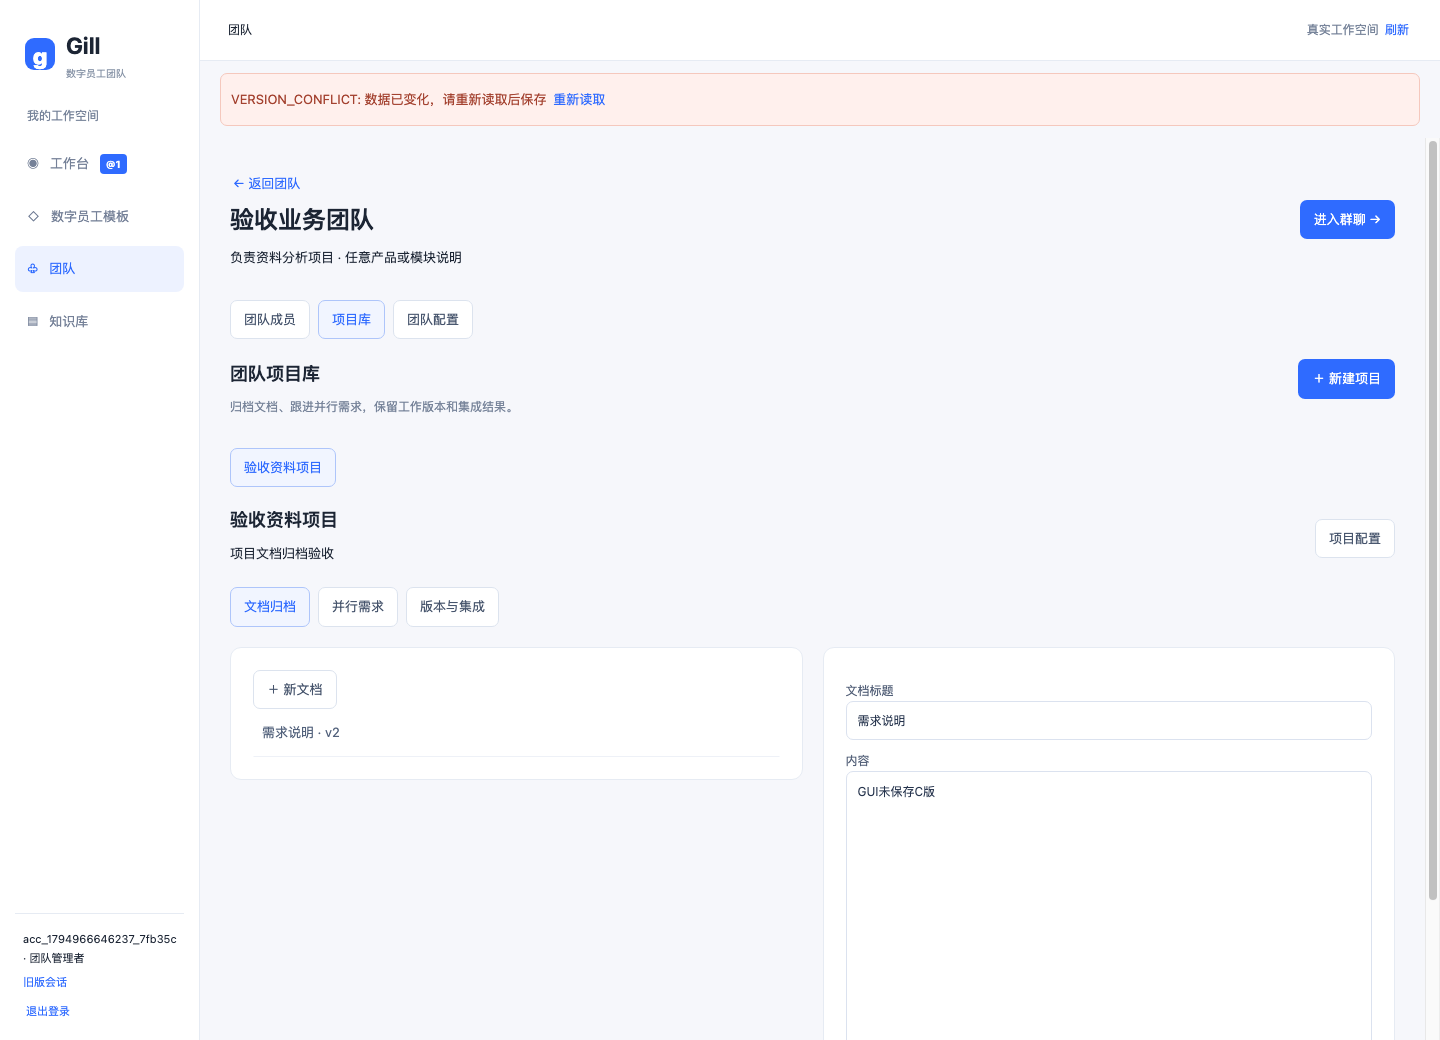 g Gill
数字员工团队
我的工作空间
工作台 @1
数字员工模板
团队
知识库
acc_1794966646237_7fb35c
· 团队管理者
旧版会话
退出登录
团队
真实工作空间 刷新
VERSION_CONFLICT: 数据已变化，请重新读取后保存 重新读取
← 返回团队
验收业务团队
进入群聊 →
负责资料分析项目 · 任意产品或模块说明
团队成员 项目库 团队配置
团队项目库
+ 新建项目
归档文档、跟进并行需求，保留工作版本和集成结果。
验收资料项目
验收资料项目
项目配置
项目文档归档验收
文档归档 并行需求 版本与集成
+ 新文档
需求说明 · v2
文档标题
需求说明
内容
GUI未保存C版